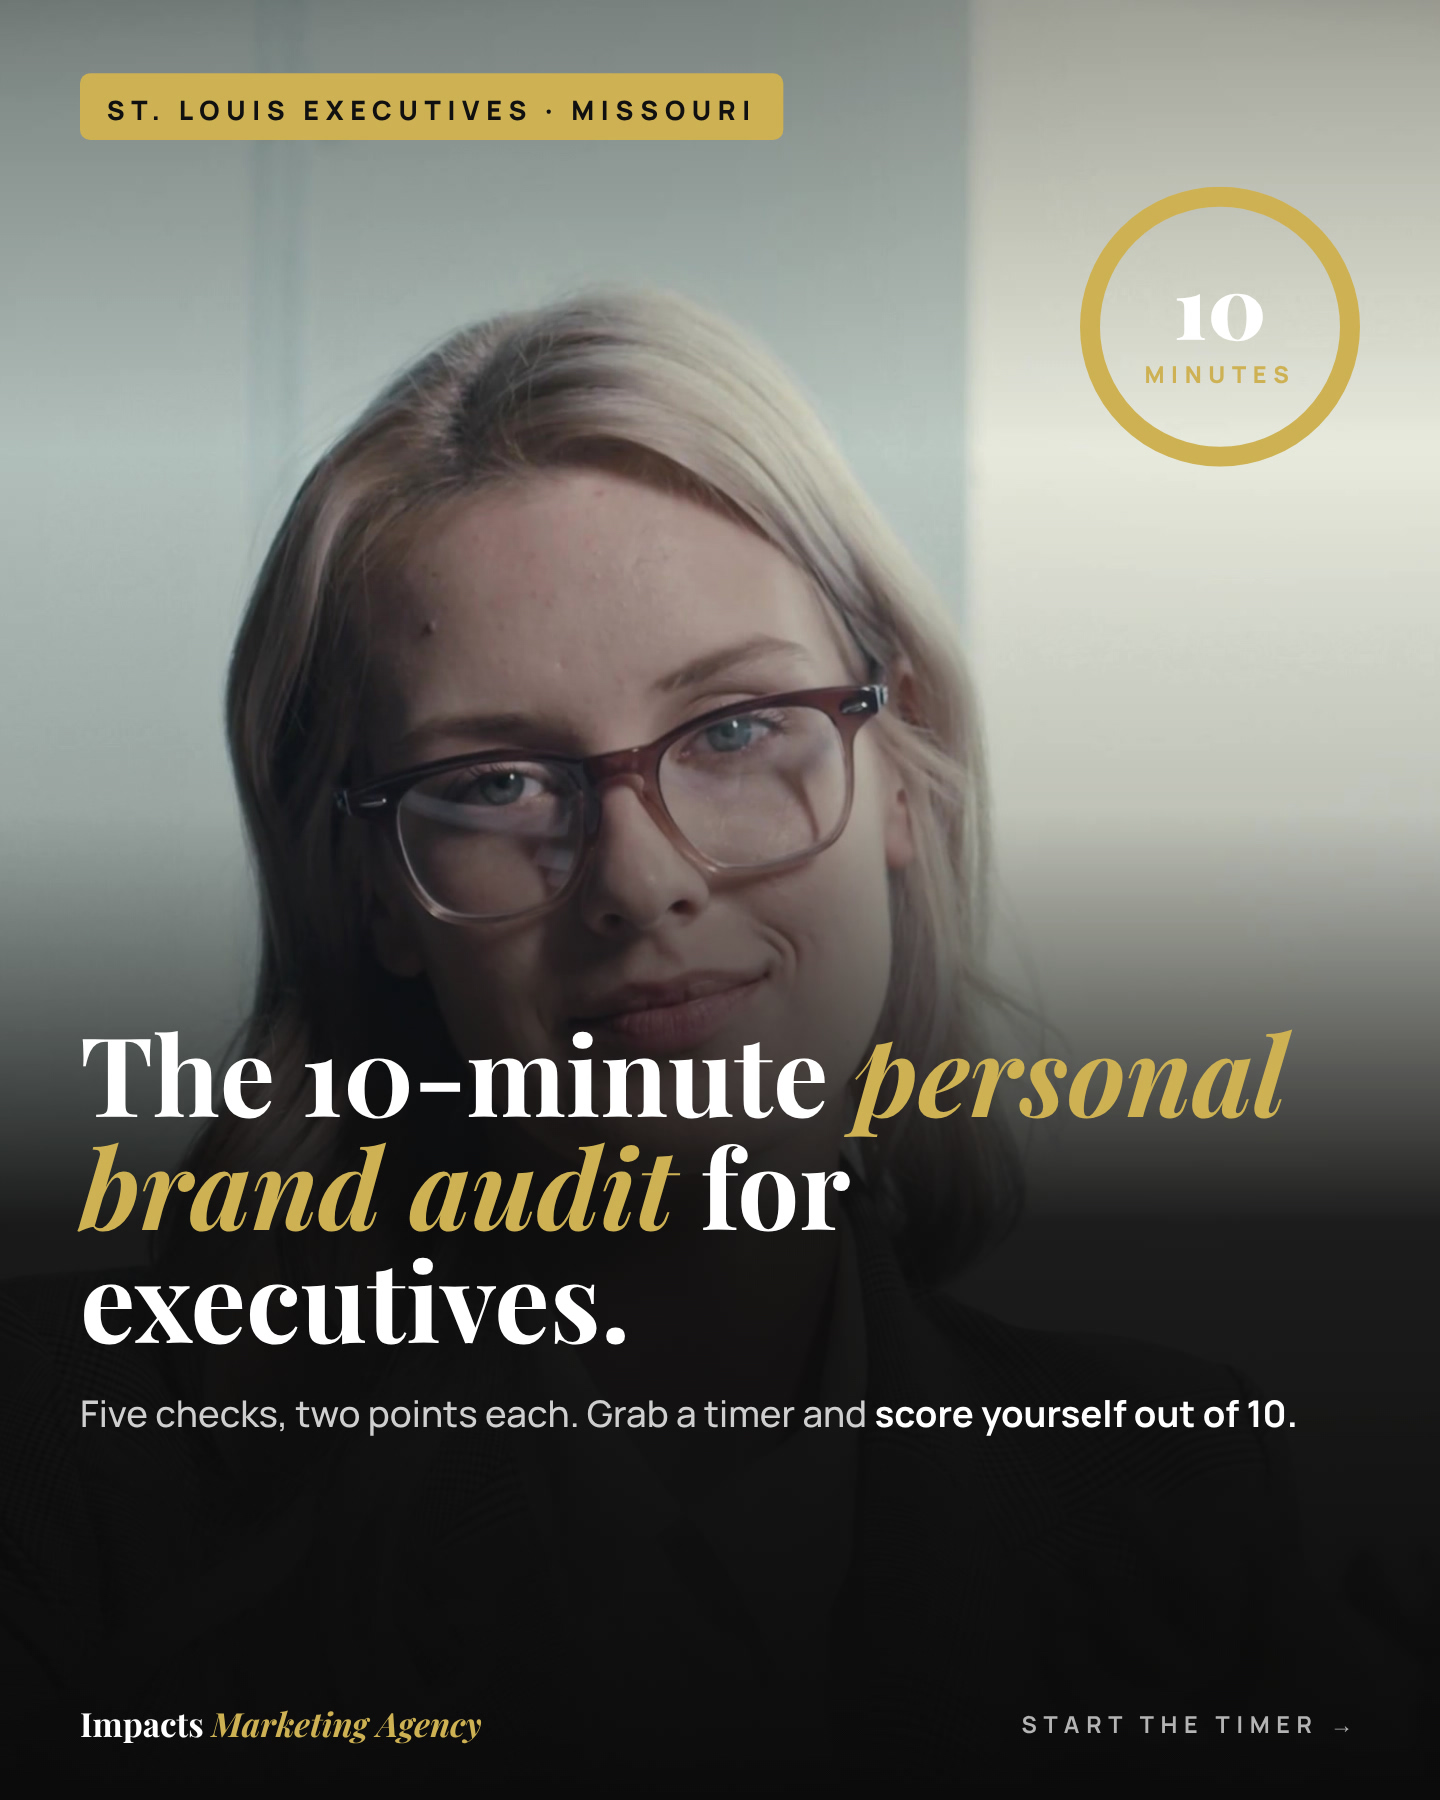 ST. LOUIS EXECUTIVES · MISSOURI
10
MINUTES
The 10-minute personal
brand audit for
executives.
Five checks, two points each. Grab a timer and score yourself out of 10.
Impacts Marketing Agency
START THE TIMER →